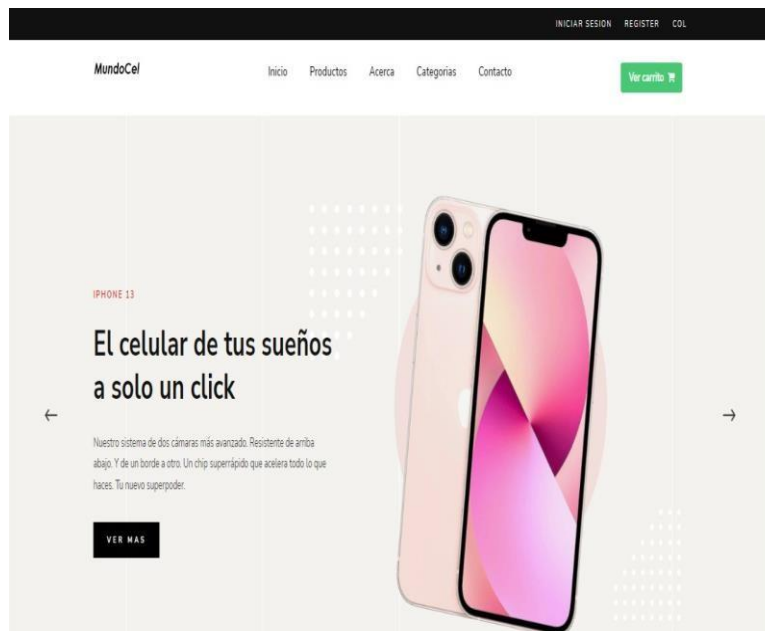 INICIAR SESION REGISTER COL
MundoCel Inicio Productos Acerca Categorias Contacto Ver carrito
IPHONE 13
El celular de tus sueños
a solo un click
Nuestro sistema de dos cámaras más avanzado. Resistente de arriba
abajo. Y de un borde a otro. Un chip superrápido que acelera todo lo que
haces. Tu nuevo superpoder.
VER MAS